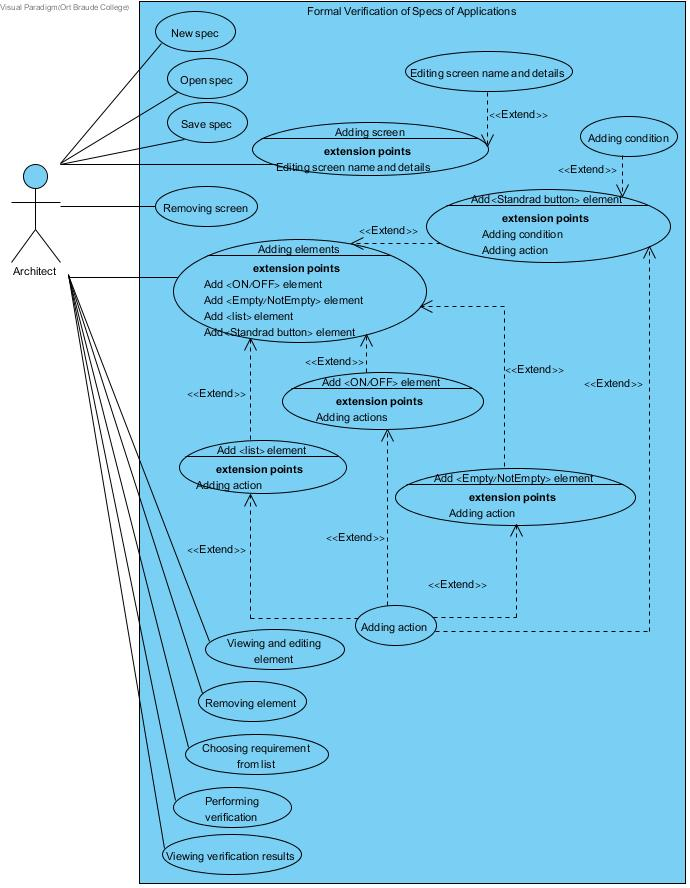 Visual Paradigm(Ort Braude College)
Formal Verification of Specs of Applications
New spec
Open spec
Save spec
Editing screen name and details
<<Extend>>
Adding screen
extension points
Editing screen name and details
Adding condition
<<Extend>>
Removing screen
Architect
Add<Standrad button> element
extension points
Adding condition
Adding action
<<Extend>>
Adding elements
extension points
Add <ON/OFF> element
Add <Empty/NotEmpty> element
Add <list> element
Add<Standrad button> element
<<Extend>>
<<Extend>>
<<Extend>>
<<Extend>>
Add <ON/OFF> element
extension points
Adding actions
Add <list> element
extension points
Adding action
Add <Empty/NotEmpty> element
extension points
Adding action
<<Extend>>
<<Extend>>
<<Extend>>
Adding action
Viewing and editing
element
Removing element
Choosing requirement
from list
Performing
verification
Viewing verification results